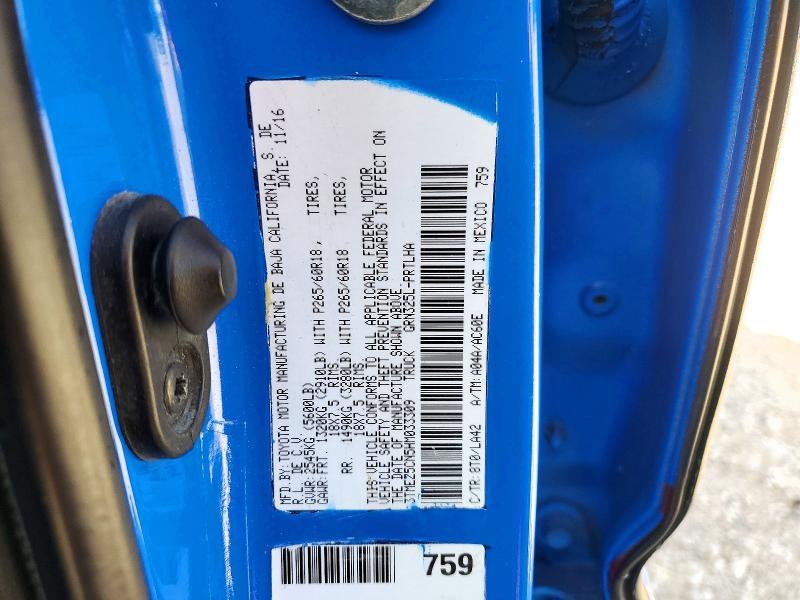 MFD.BY:TOYOTA MOTOR MANUFACTURING DE BAJA CALIFORNIA, S. DE
R.L. DE C.V. DATE: 11/16
GVWR: 2545KG (5600LB)
GAWR:FRT. 1320KG (2910LB) WITH P265/60R18, TIRES,
18X7.5 RIMS
RR. 1490KG (3280LB) WITH P265/60R18, TIRES,
18X7.5 RIMS
THIS VEHICLE CONFORMS TO ALL APPLICABLE FEDERAL MOTOR
VEHICLE SAFETY AND THEFT PREVENTION STANDARDS IN EFFECT ON
THE DATE OF MANUFACTURE SHOWN ABOVE.
TRUCK GRN325L-PRTLHA
C/TR:8T0/LA42 A/TM:A04A/AC60E MADE IN MEXICO 759
759